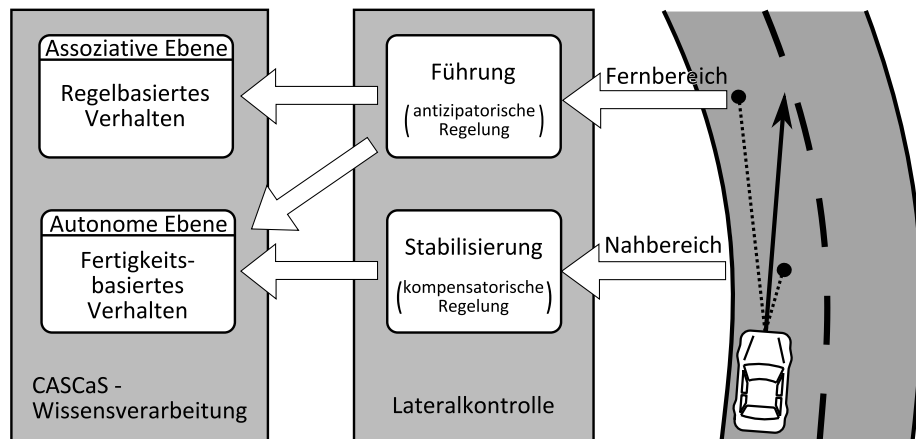 Assoziative Ebene
Regelbasiertes
Verhalten
Autonome Ebene
Fertigkeits-
basiertes
Verhalten
CASCaS -
Wissensverarbeitung
Führung
(antizipatorische
Regelung)
Stabilisierung
(kompensatorische
Regelung)
Lateralkontrolle
Fernbereich
Nahbereich